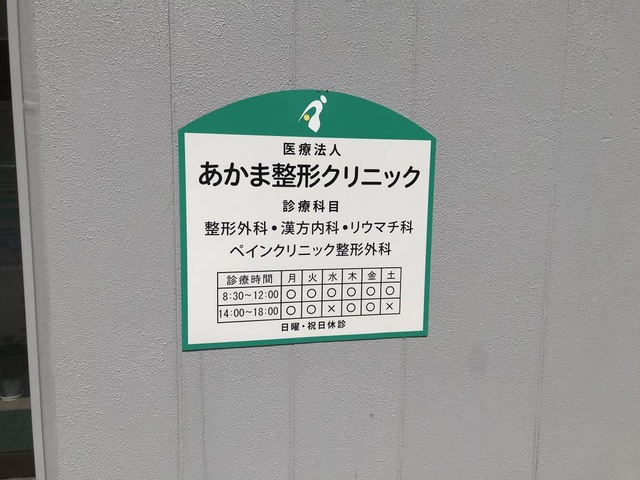 医療法人
あかま整形クリニック
診療科目
整形外科・漢方内科・リウマチ科
ペインクリニック整形外科
診療時間 月 火 水 木 金 土
8:30~12:00 ○ ○ ○ ○ ○ ○
14:00~18:00 ○ ○ × ○ ○ ×
日曜・祝日休診